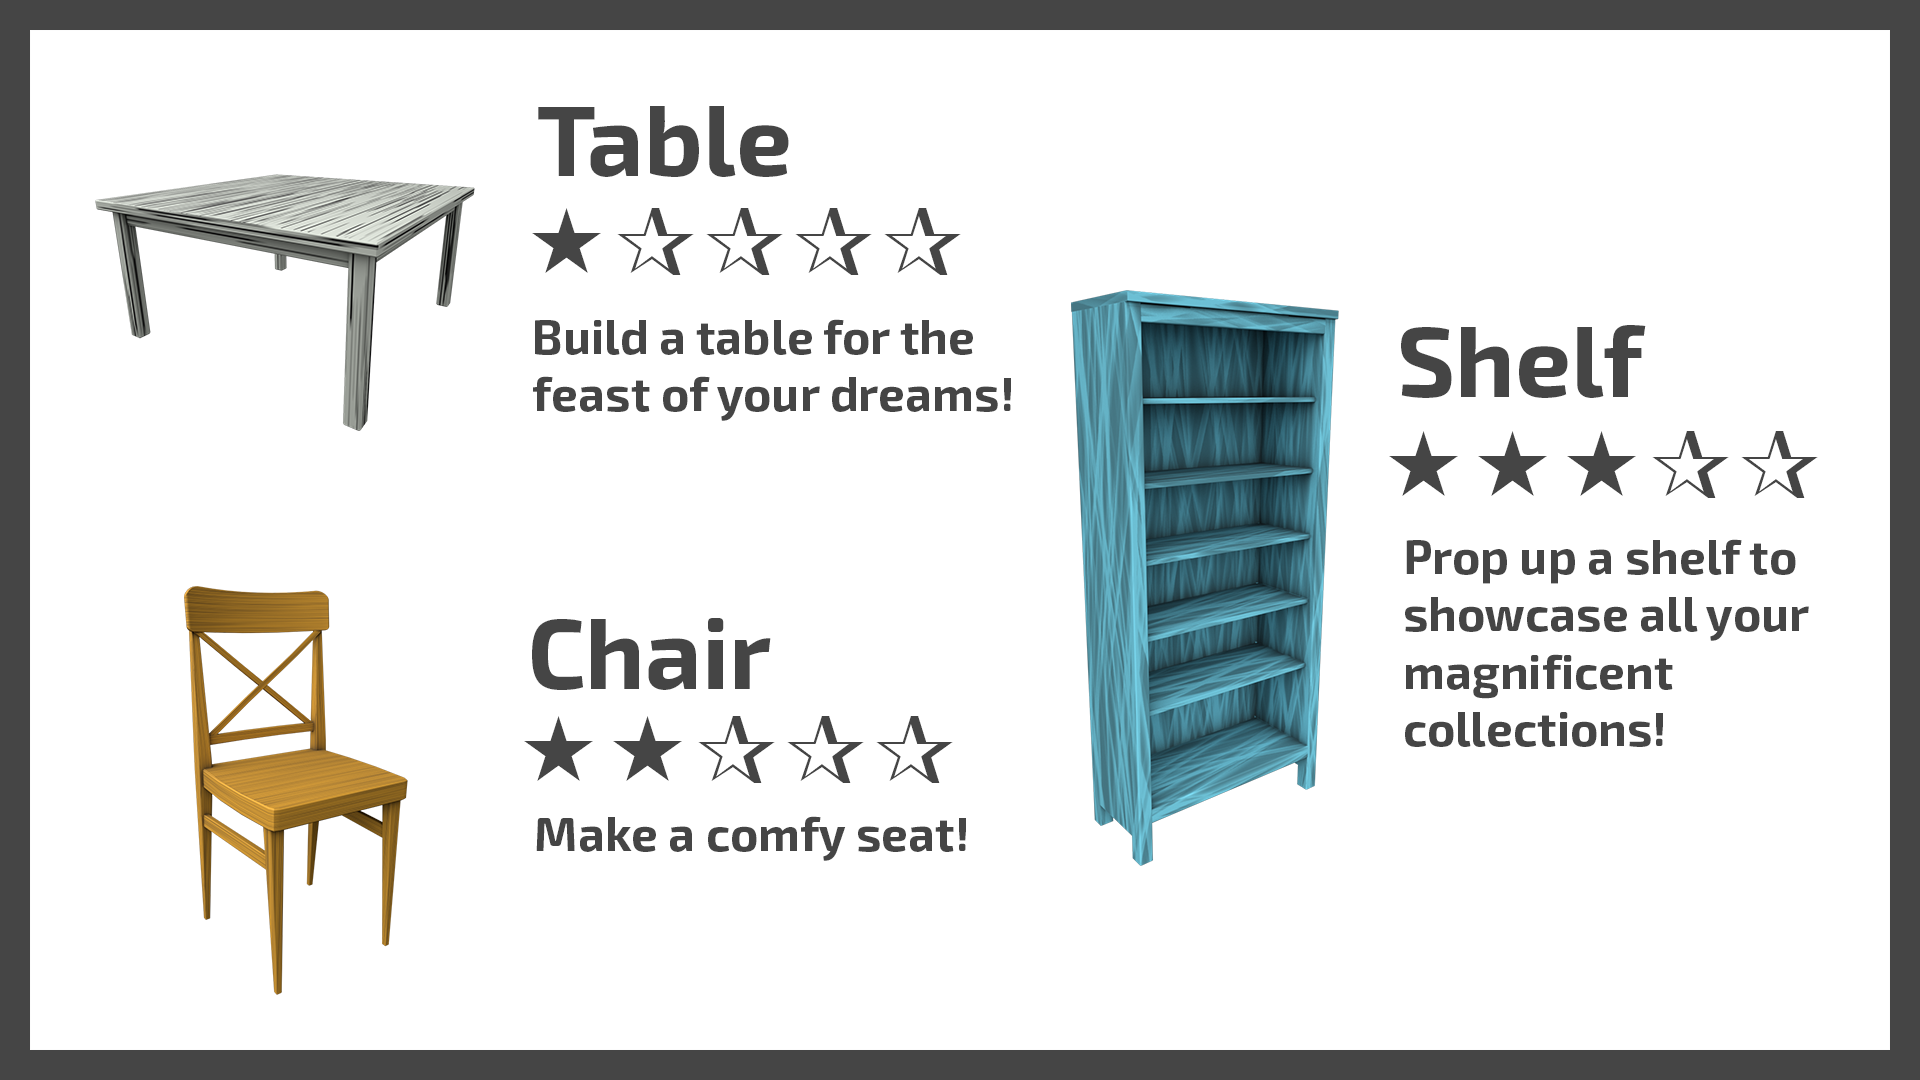 Table
★☆☆☆☆
Build a table for the
feast of your dreams!
Chair
★★☆☆☆
Make a comfy seat!
Shelf
★★★☆☆
Prop up a shelf to
showcase all your
magnificent
collections!